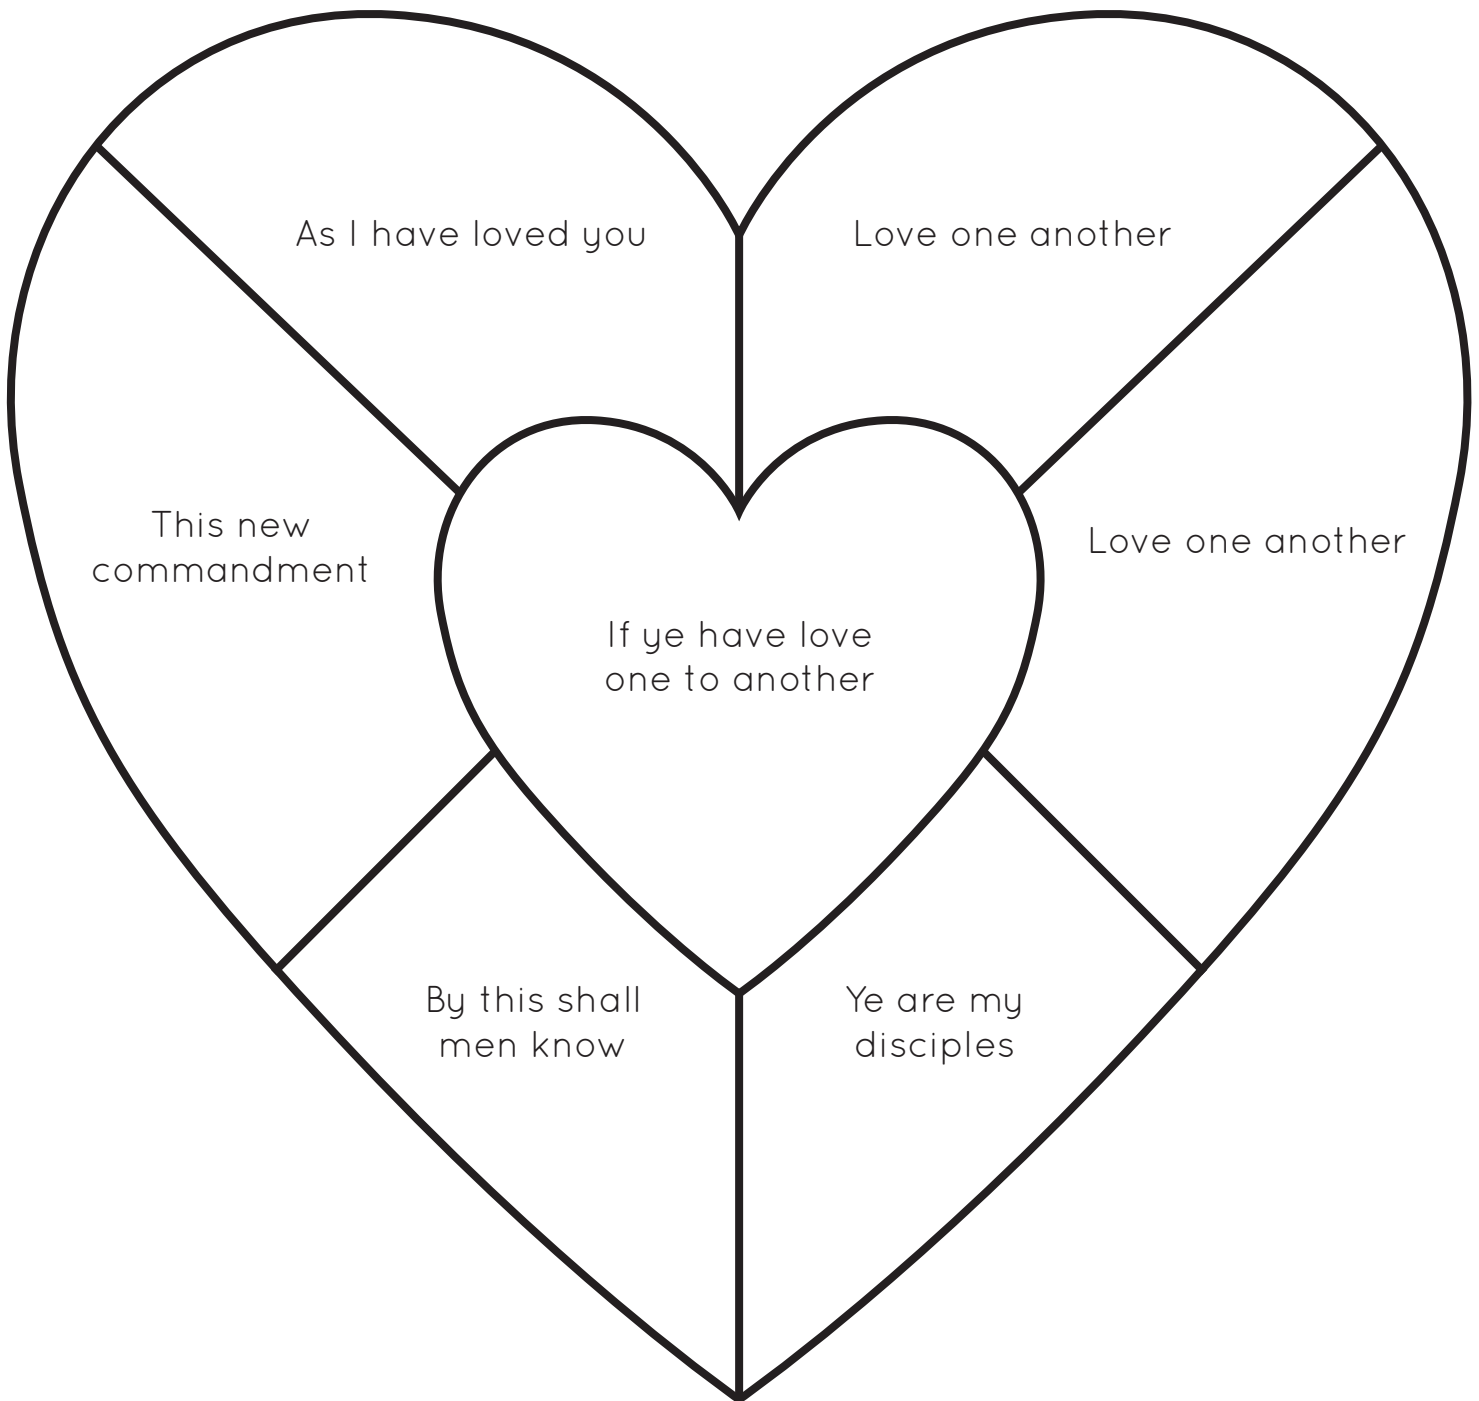 As I have loved you
Love one another
This new
commandment
Love one another
If ye have love
one to another
By this shall
men know
Ye are my
disciples